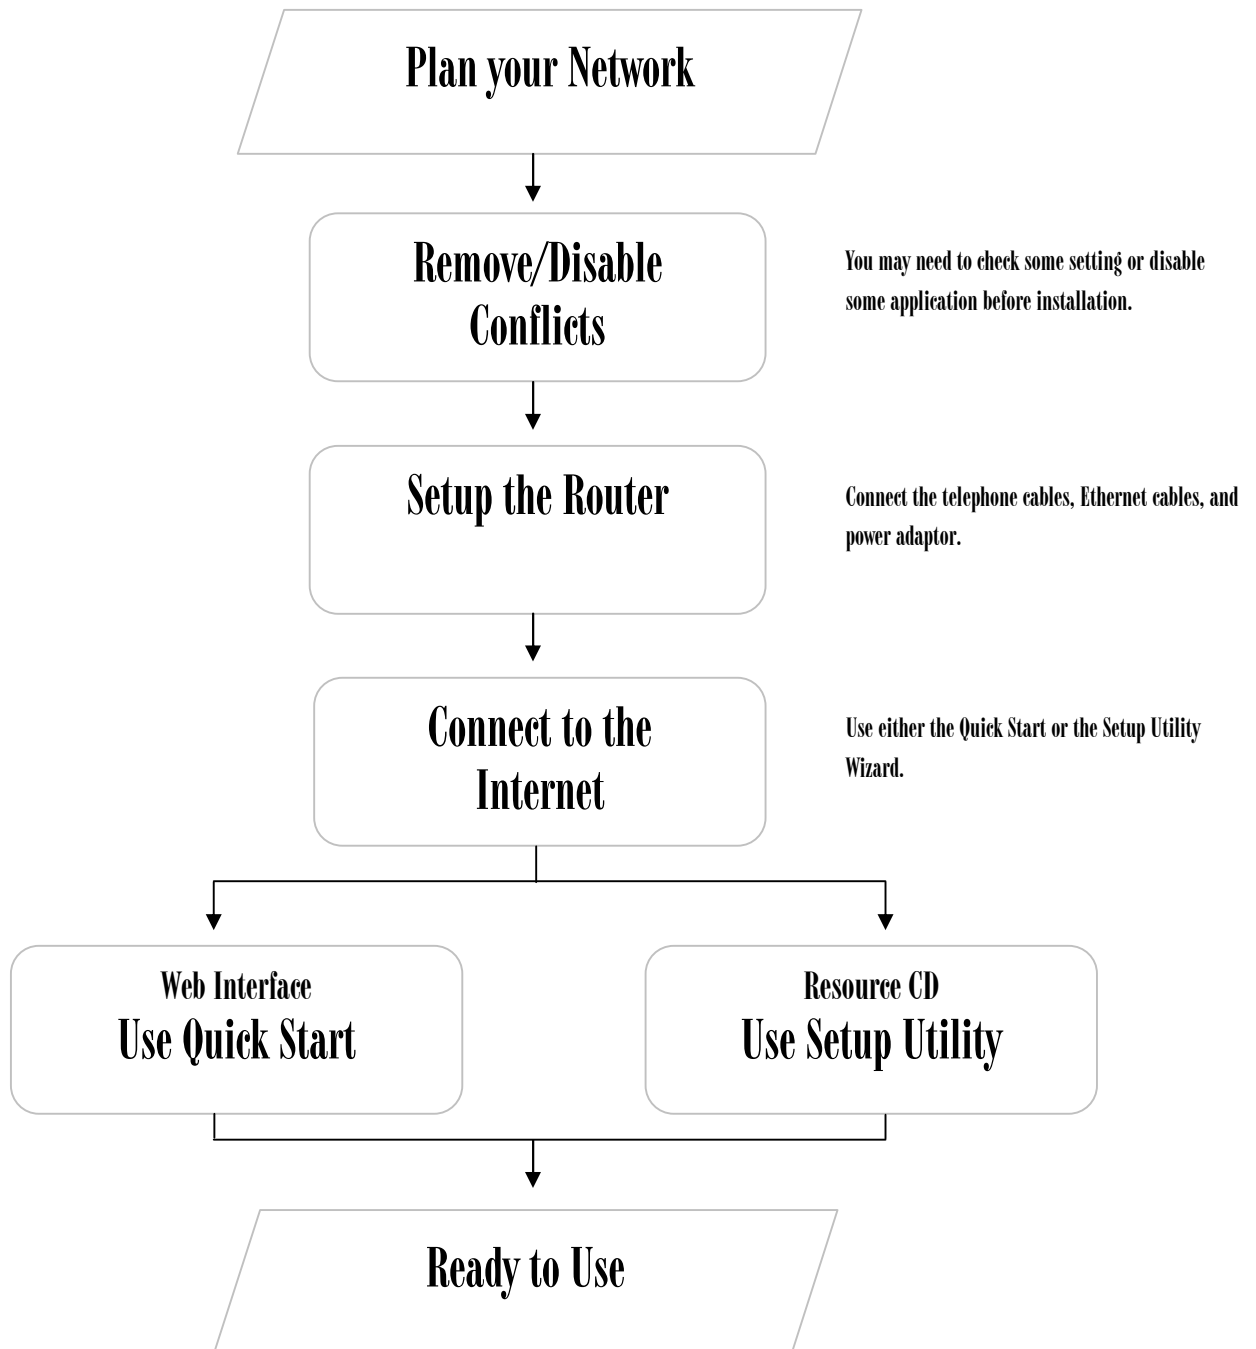 Plan your Network
Remove/Disable
Conflicts
You may need to check some setting or disable
some application before installation.
Setup the Router
Connect the telephone cables, Ethernet cables, and
power adaptor.
Connect to the
Internet
Use either the Quick Start or the Setup Utility
Wizard.
Web Interface
Use Quick Start
Resource CD
Use Setup Utility
Ready to Use